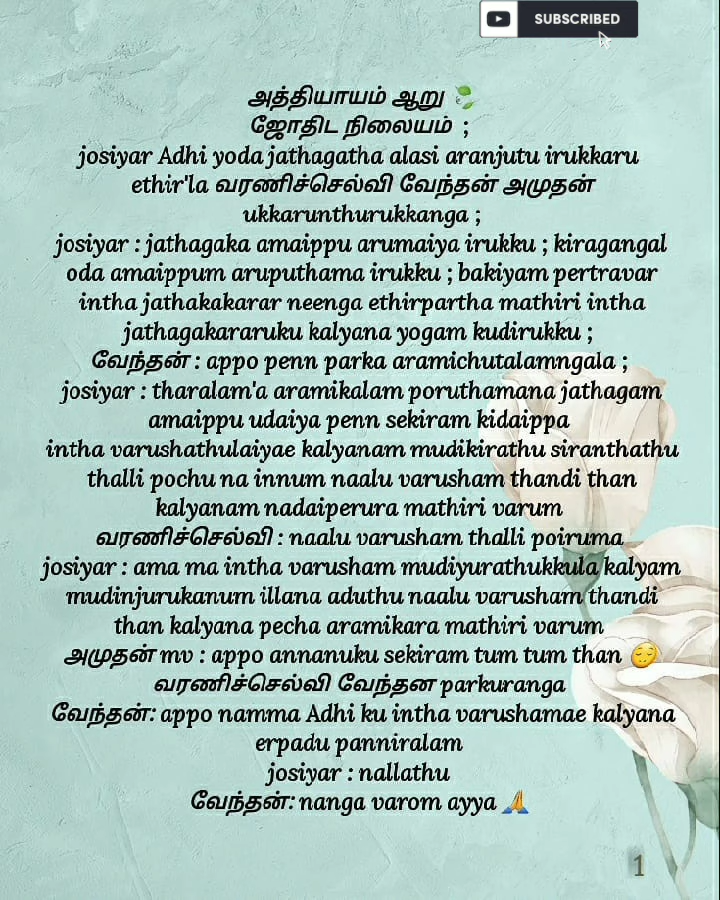 SUBSCRIBED
அத்தியாயம் ஆறு 🍃
ஜோதிட நிலையம் ;
josiyar Adhi yoda jathagatha alasi aranjutu irukkaru
ethir'la வரணிச்செல்வி வேந்தன் அமுதன்
ukkarunthurukkanga ;
josiyar : jathagaka amaippu arumaiya irukku ; kiragangal
oda amaippum aruputhama irukku ; bakiyam pertravar
intha jathakakarar neenga ethirpartha mathiri intha
jathagakararuku kalyana yogam kudirukku ;
வேந்தன் : appo penn parka aramichutalamngala ;
josiyar : tharalam'a aramikalam poruthamana jathagam
amaippu udaiya penn sekiram kidaippa
intha varushathulaiyae kalyanam mudikirathu siranthathu
thalli pochu na innum naalu varusham thandi than
kalyanam nadaiperura mathiri varum
வரணிச்செல்வி : naalu varusham thalli poiruma
josiyar : ama ma intha varusham mudiyurathukkula kalyam
mudinjurukanum illana aduthu naalu varusham thandi
than kalyana pecha aramikara mathiri varum
அமுதன் mv : appo annanuku sekiram tum tum than 😌
வரணிச்செல்வி வேந்தன parkuranga
வேந்தன்: appo namma Adhi ku intha varushamae kalyana
erpadu panniralam
josiyar : nallathu
வேந்தன்: nanga varom ayya 🙏
1